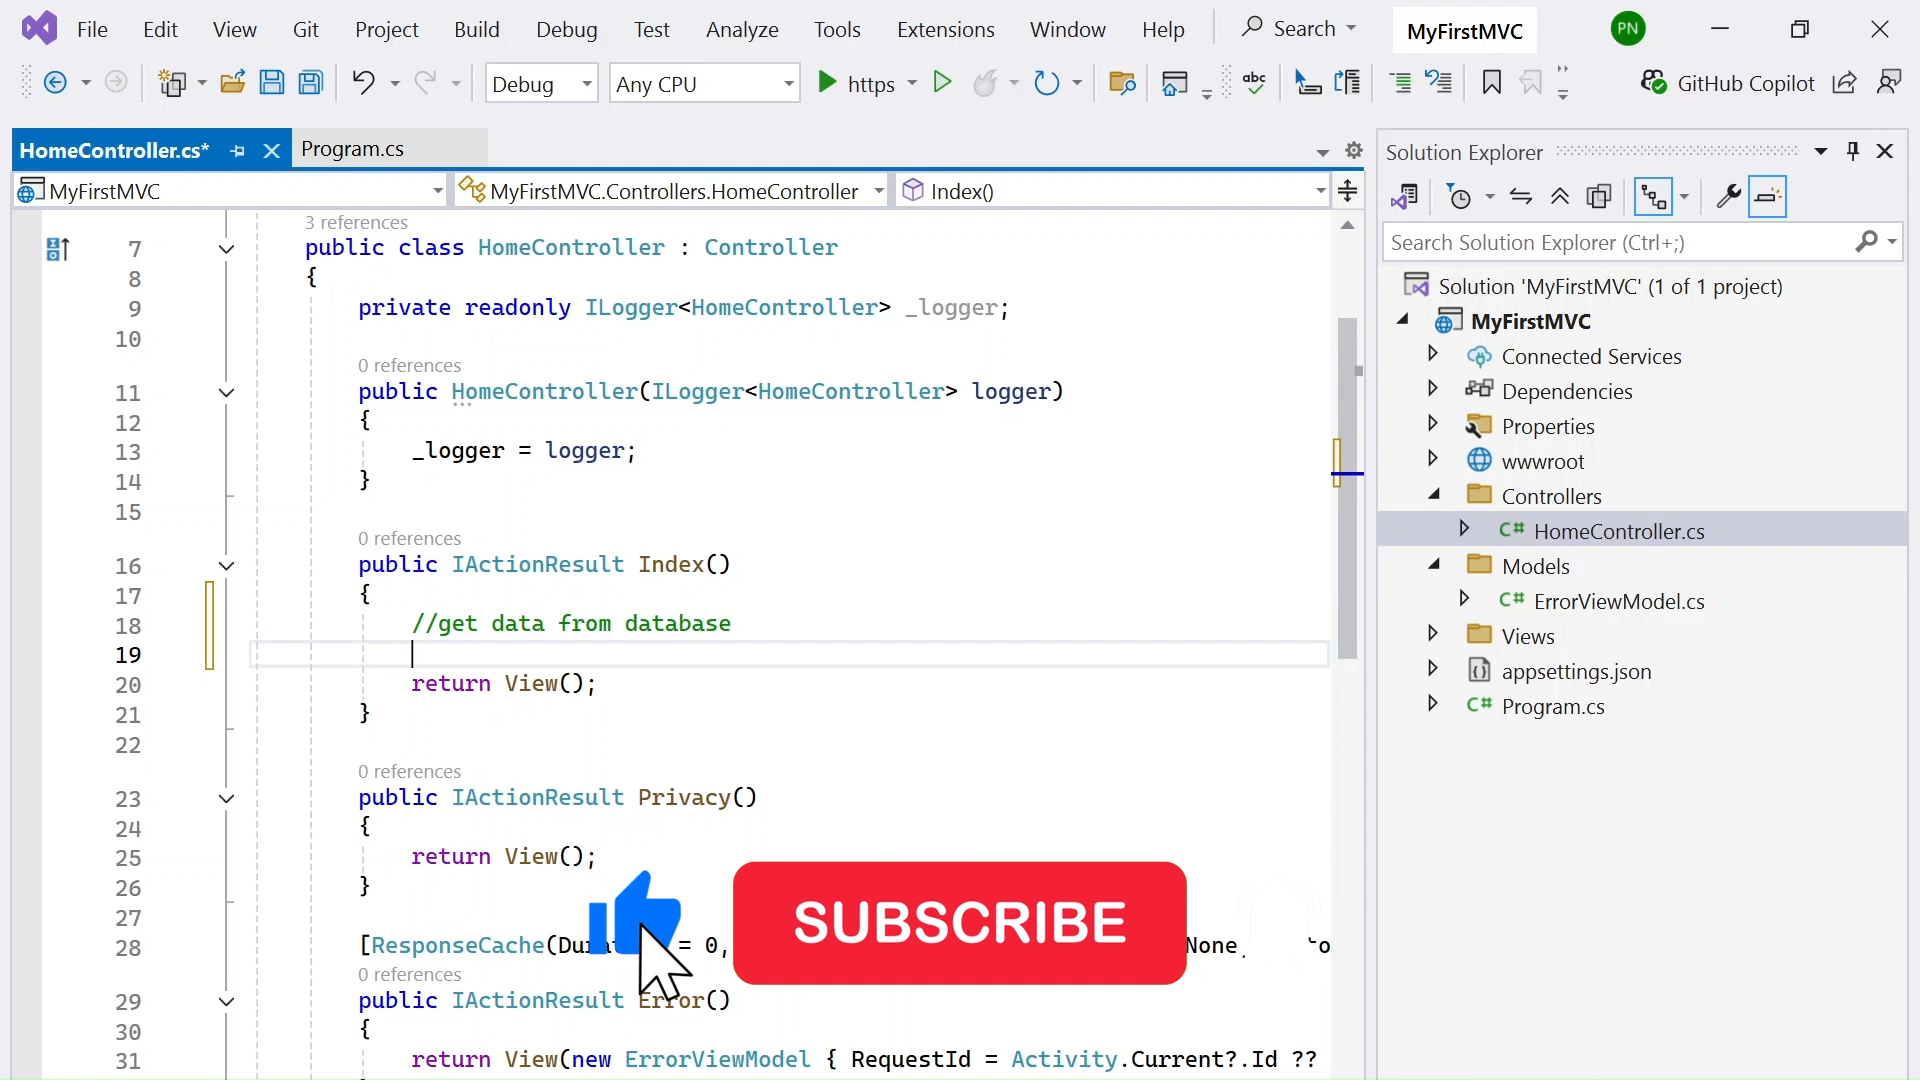 File Edit View Git Project Build Debug Test Analyze Tools Extensions Window Help Search MyFirstMVC PN
Debug Any CPU https abc GitHub Copilot
HomeController.cs* Program.cs
MyFirstMVC MyFirstMVC.Controllers.HomeController Index()
3 references
7 public class HomeController : Controller
8 {
9 private readonly ILogger<HomeController> _logger;
10
0 references
11 public HomeController(ILogger<HomeController> logger)
12 {
13 _logger = logger;
14 }
15
0 references
16 public IActionResult Index()
17 {
18 //get data from database
19
20 return View();
21 }
22
0 references
23 public IActionResult Privacy()
24 {
25 return View();
26 }
27
28 [ResponseCache( = 0, None
0 references
29 public IActionResult Error()
30 {
31 return View(new ErrorViewModel { RequestId = Activity.Current?.Id ??
SUBSCRIBE
Solution Explorer
Search Solution Explorer (Ctrl+;)
Solution 'MyFirstMVC' (1 of 1 project)
MyFirstMVC
Connected Services
Dependencies
Properties
wwwroot
Controllers
C# HomeController.cs
Models
C# ErrorViewModel.cs
Views
appsettings.json
C# Program.cs